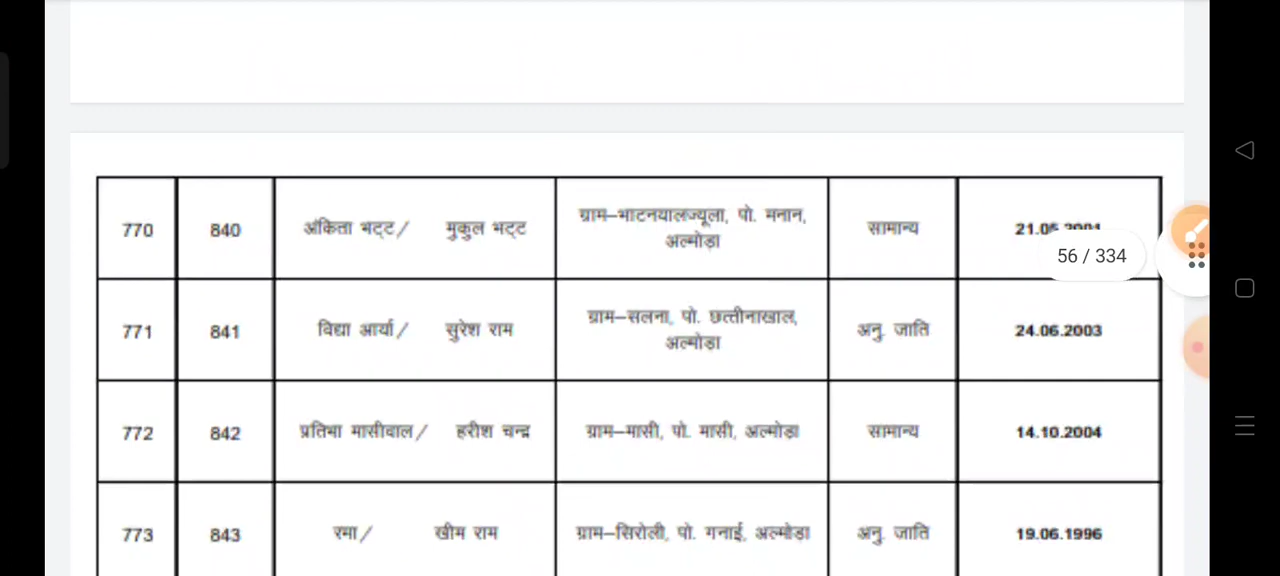 770 840 अंकिता भट्ट/ मुकुल भट्ट ग्राम–भाटनयालज्यूला, पो. मनान, अल्मोड़ा सामान्य
56 / 334
771 841 विद्या आर्या/ सुरेश राम ग्राम–सलना, पो. छत्तीनाखाल, अल्मोड़ा अनु. जाति 24.06.2003
772 842 प्रतिभा मासीवाल/ हरीश चन्द्र ग्राम–मासी, पो. मासी, अल्मोड़ा सामान्य 14.10.2004
773 843 रमा/ खीम राम ग्राम–सिरोली, पो. गनाई, अल्मोडा अनु. जाति 19.06.1996